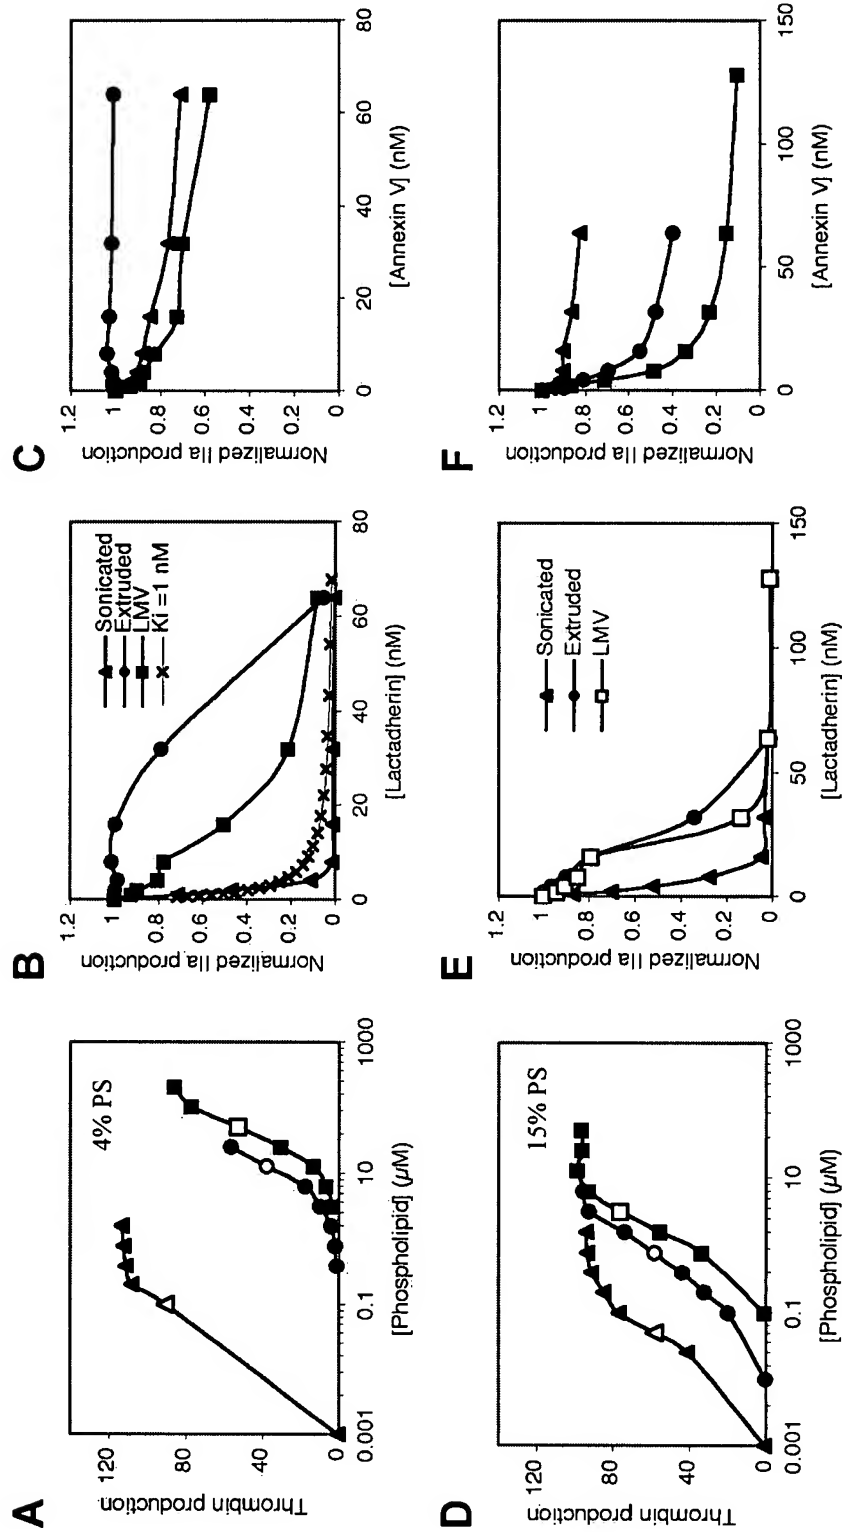 A
4% PS
Thrombin production
120
80
40
0
0.001
0.1
10
1000
[Phospholipid] (µM)
B
Sonicated
Extruded
LMV
Ki =1 nM
Normalized IIa production
1.2
1
0.8
0.6
0.4
0.2
0
0
20
40
60
80
[Lactadherin] (nM)
C
Normalized IIa production
1.2
1
0.8
0.6
0.4
0.2
0
0
20
40
60
80
[Annexin V] (nM)
D
15% PS
Thrombin production
120
80
40
0
0.001
0.1
10
1000
[Phospholipid] (µM)
E
Sonicated
Extruded
LMV
Normalized IIa production
1.2
1
0.8
0.6
0.4
0.2
0
0
50
100
150
[Lactadherin] (nM)
F
Normalized IIa production
1.2
1
0.8
0.6
0.4
0.2
0
0
50
100
150
[Annexin V] (nM)